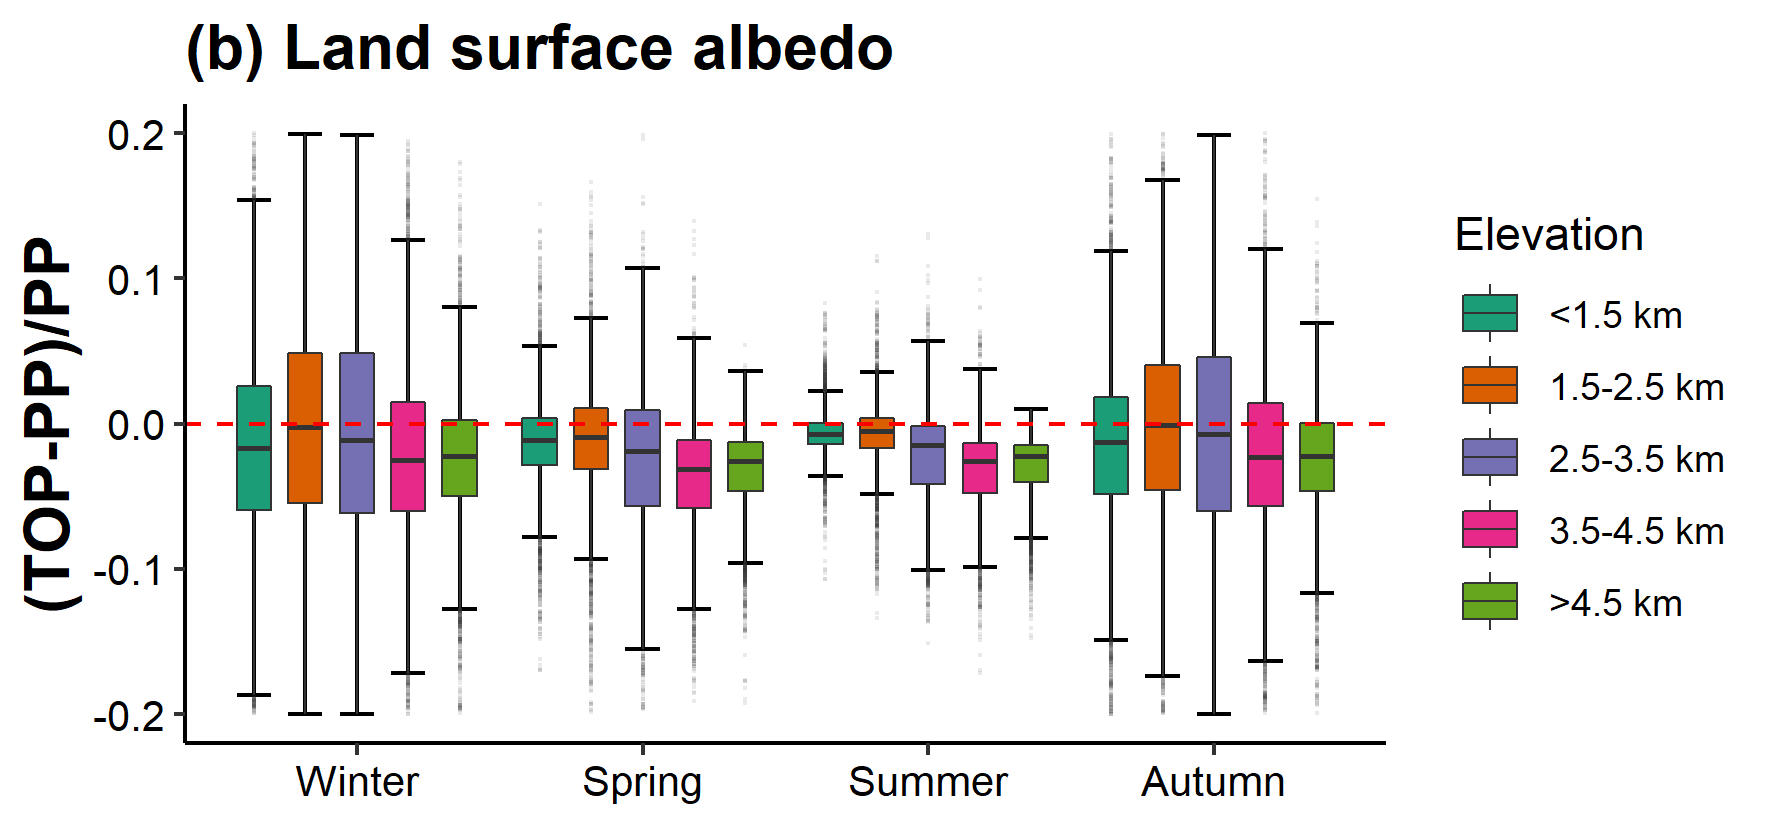 (b) Land surface albedo
(TOP-PP)/PP
0.2
0.1
0.0
-0.1
-0.2
Winter
Spring
Summer
Autumn
Elevation
<1.5 km
1.5-2.5 km
2.5-3.5 km
3.5-4.5 km
>4.5 km